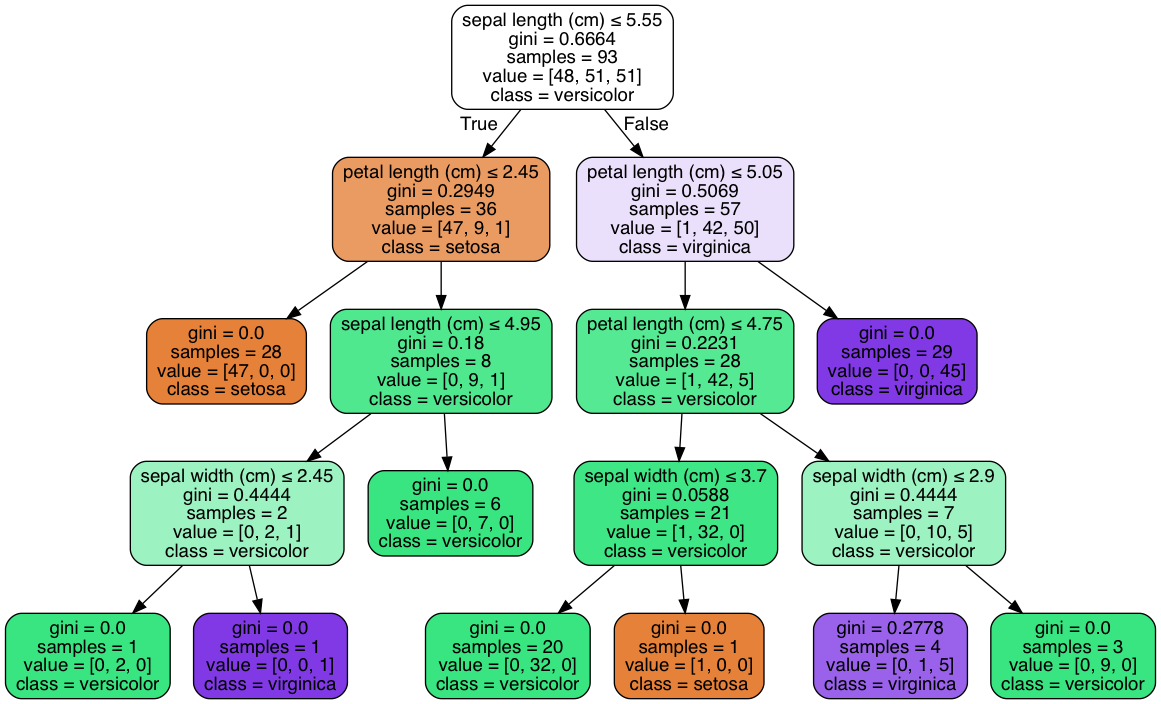 sepal length (cm) ≤ 5.55
gini = 0.6664
samples = 93
value = [48, 51, 51]
class = versicolor
True
False
petal length (cm) ≤ 2.45
gini = 0.2949
samples = 36
value = [47, 9, 1]
class = setosa
petal length (cm) ≤ 5.05
gini = 0.5069
samples = 57
value = [1, 42, 50]
class = virginica
gini = 0.0
samples = 28
value = [47, 0, 0]
class = setosa
sepal length (cm) ≤ 4.95
gini = 0.18
samples = 8
value = [0, 9, 1]
class = versicolor
petal length (cm) ≤ 4.75
gini = 0.2231
samples = 28
value = [1, 42, 5]
class = versicolor
gini = 0.0
samples = 29
value = [0, 0, 45]
class = virginica
sepal width (cm) ≤ 2.45
gini = 0.4444
samples = 2
value = [0, 2, 1]
class = versicolor
gini = 0.0
samples = 6
value = [0, 7, 0]
class = versicolor
sepal width (cm) ≤ 3.7
gini = 0.0588
samples = 21
value = [1, 32, 0]
class = versicolor
sepal width (cm) ≤ 2.9
gini = 0.4444
samples = 7
value = [0, 10, 5]
class = versicolor
gini = 0.0
samples = 1
value = [0, 2, 0]
class = versicolor
gini = 0.0
samples = 1
value = [0, 0, 1]
class = virginica
gini = 0.0
samples = 20
value = [0, 32, 0]
class = versicolor
gini = 0.0
samples = 1
value = [1, 0, 0]
class = setosa
gini = 0.2778
samples = 4
value = [0, 1, 5]
class = virginica
gini = 0.0
samples = 3
value = [0, 9, 0]
class = versicolor